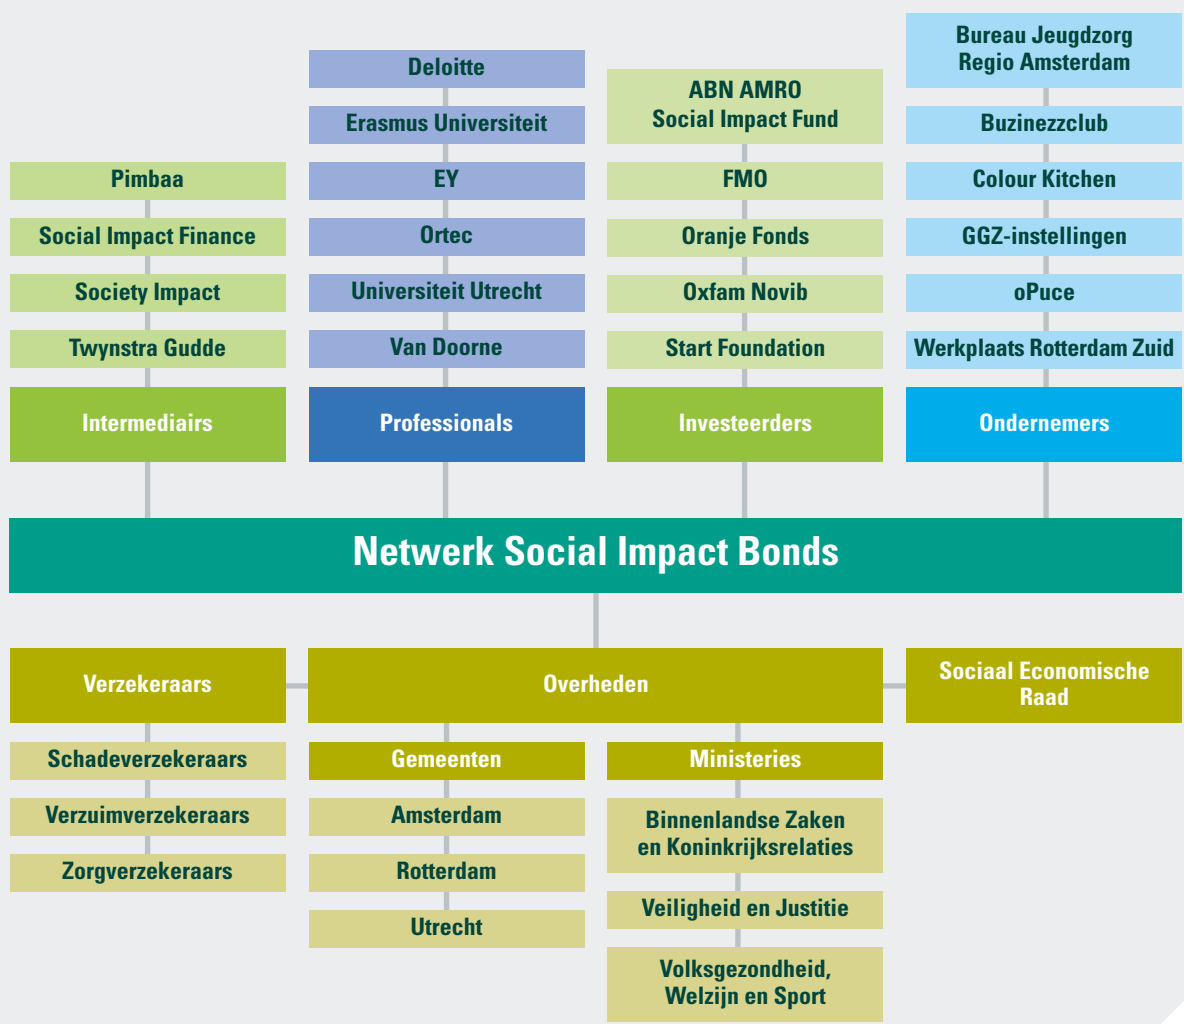 Pimbaa
Social Impact Finance
Society Impact
Twynstra Gudde
Intermediairs
Deloitte
Erasmus Universiteit
EY
Ortec
Universiteit Utrecht
Van Doorne
Professionals
ABN AMRO
Social Impact Fund
FMO
Oranje Fonds
Oxfam Novib
Start Foundation
Investeerders
Bureau Jeugdzorg
Regio Amsterdam
Buzinezzclub
Colour Kitchen
GGZ-instellingen
oPuce
Werkplaats Rotterdam Zuid
Ondernemers
Netwerk Social Impact Bonds
Verzekeraars
Schadeverzekeraars
Verzuimverzekeraars
Zorgverzekeraars
Overheden
Gemeenten
Amsterdam
Rotterdam
Utrecht
Ministeries
Binnenlandse Zaken
en Koninkrijksrelaties
Veiligheid en Justitie
Volksgezondheid,
Welzijn en Sport
Sociaal Economische
Raad